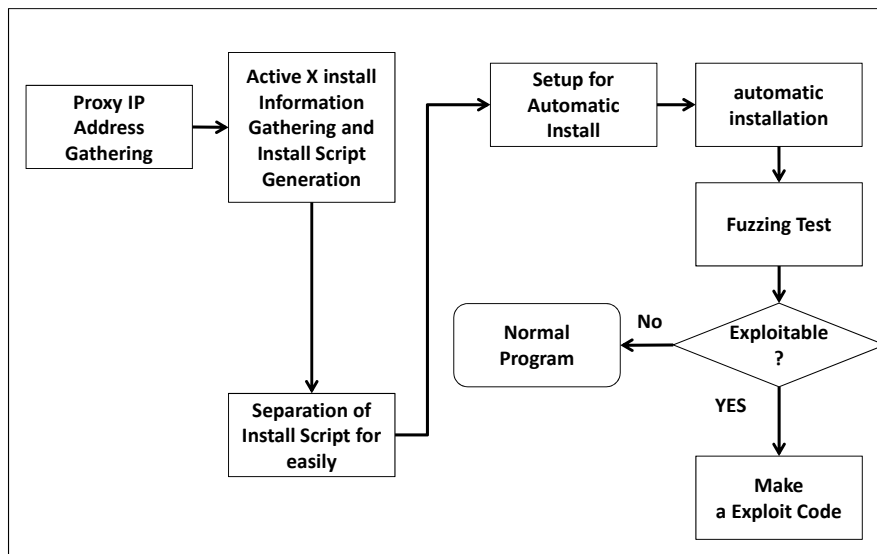 Proxy IP
Address
Gathering
Active X install
Information
Gathering and
Install Script
Generation
Separation of
Install Script for
easily
Setup for
Automatic
Install
automatic
installation
Fuzzing Test
Exploitable
?
No
Normal
Program
YES
Make
a Exploit Code